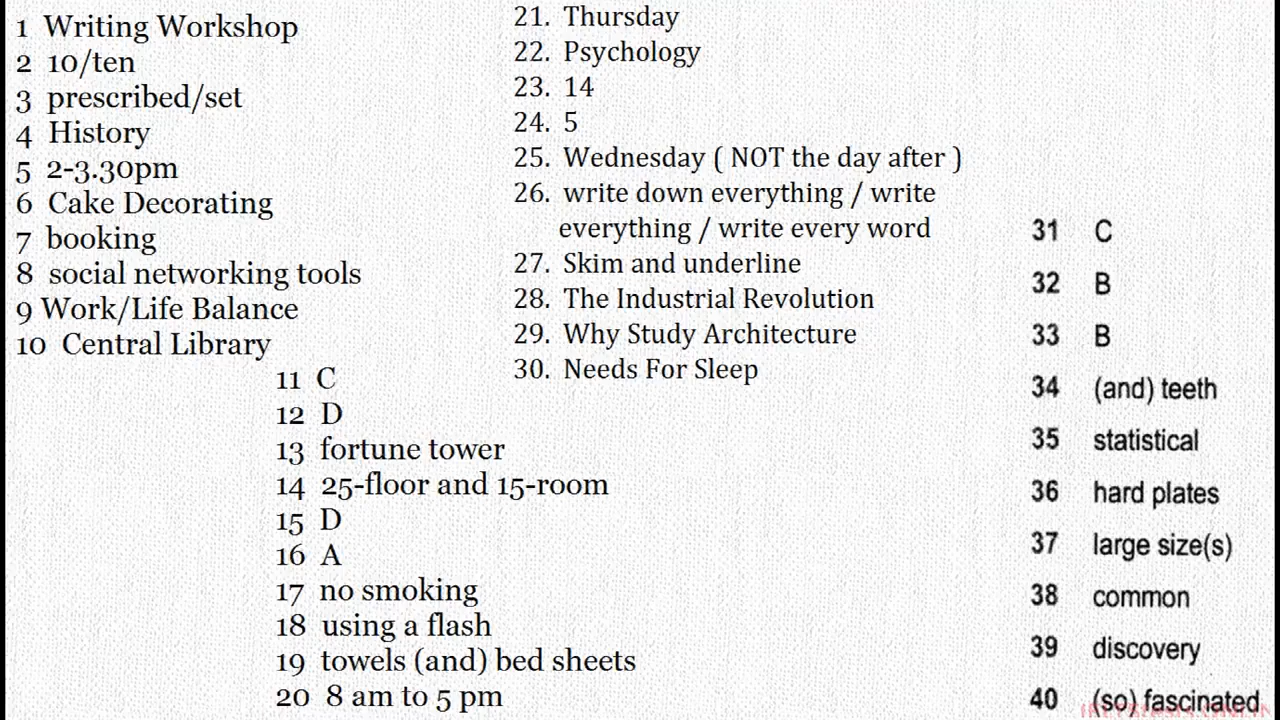 1 Writing Workshop
2 10/ten
3 prescribed/set
4 History
5 2-3.30pm
6 Cake Decorating
7 booking
8 social networking tools
9 Work/Life Balance
10 Central Library
11 C
12 D
13 fortune tower
14 25-floor and 15-room
15 D
16 A
17 no smoking
18 using a flash
19 towels (and) bed sheets
20 8 am to 5 pm
21. Thursday
22. Psychology
23. 14
24. 5
25. Wednesday ( NOT the day after )
26. write down everything / write
everything / write every word
27. Skim and underline
28. The Industrial Revolution
29. Why Study Architecture
30. Needs For Sleep
31 C
32 B
33 B
34 (and) teeth
35 statistical
36 hard plates
37 large size(s)
38 common
39 discovery
40 (so) fascinated